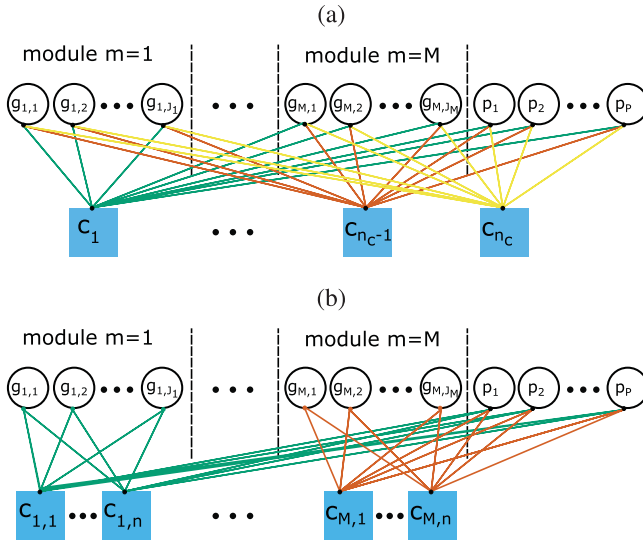 (a)
module m=1 module m=M
g1,1 g1,2 ••• g1,J1 ••• gM,1 gM,2 ••• gM,JM p1 p2 ••• pP
c1 ••• cnc-1 cnc
(b)
module m=1 module m=M
g1,1 g1,2 ••• g1,J1 ••• gM,1 gM,2 ••• gM,JM p1 p2 ••• pP
c1,1 ••• c1,n ••• cM,1 ••• cM,n